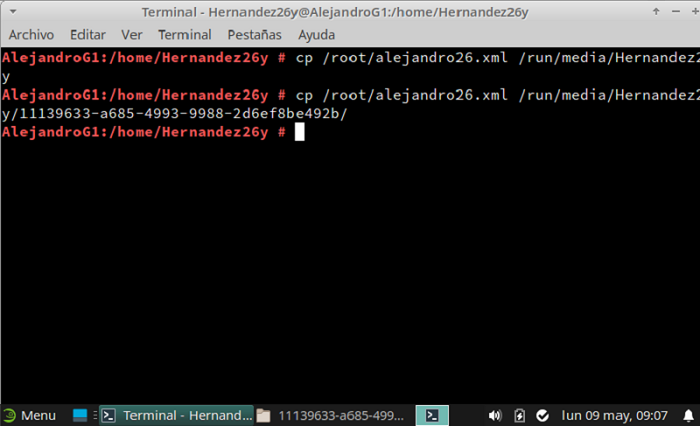 Terminal - Hernandez26y@AlejandroG1:/home/Hernandez26y
Archivo Editar Ver Terminal Pestañas Ayuda
AlejandroG1:/home/Hernandez26y # cp /root/alejandro26.xml /run/media/Hernandez2
y
AlejandroG1:/home/Hernandez26y # cp /root/alejandro26.xml /run/media/Hernandez2
y/11139633-a685-4993-9988-2d6ef8be492b/
AlejandroG1:/home/Hernandez26y #
Menu Terminal - Hernand... 11139633-a685-499... lun 09 may, 09:07